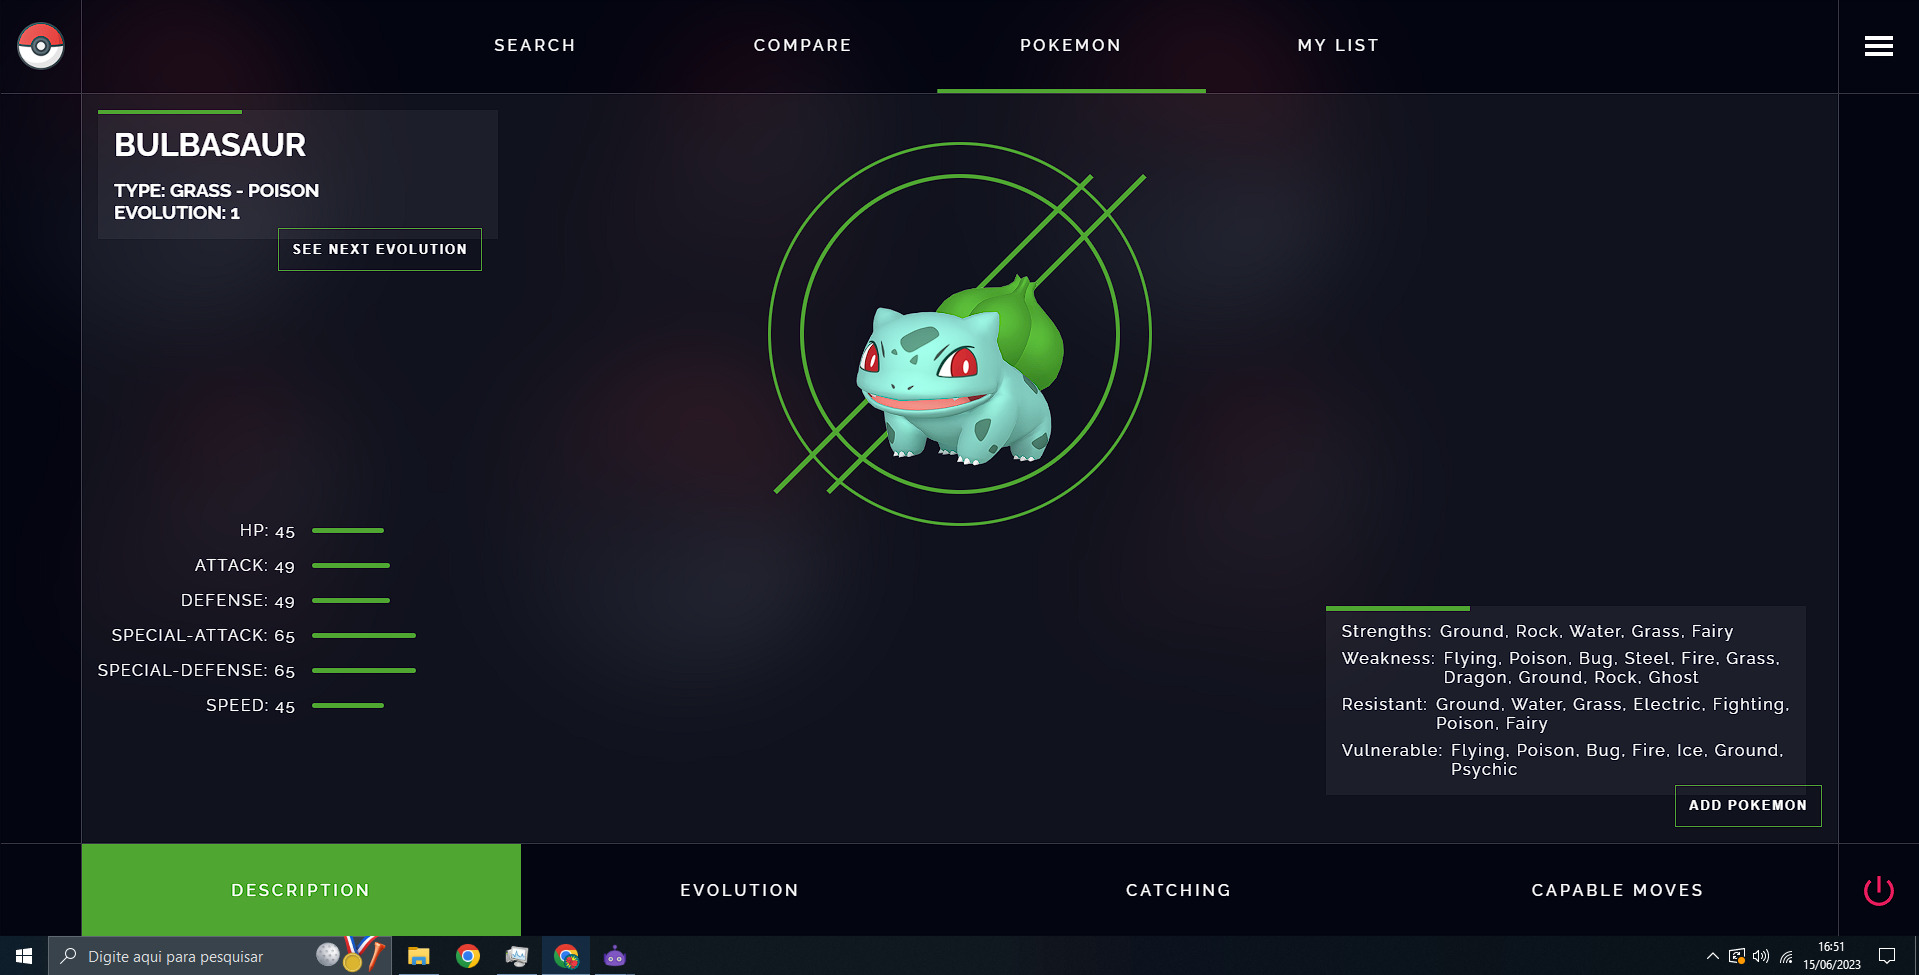 SEARCH
COMPARE
POKEMON
MY LIST
BULBASAUR
TYPE: GRASS - POISON
EVOLUTION: 1
SEE NEXT EVOLUTION
HP: 45
ATTACK: 49
DEFENSE: 49
SPECIAL-ATTACK: 65
SPECIAL-DEFENSE: 65
SPEED: 45
Strengths: Ground, Rock, Water, Grass, Fairy
Weakness: Flying, Poison, Bug, Steel, Fire, Grass,
Dragon, Ground, Rock, Ghost
Resistant: Ground, Water, Grass, Electric, Fighting,
Poison, Fairy
Vulnerable: Flying, Poison, Bug, Fire, Ice, Ground,
Psychic
ADD POKEMON
DESCRIPTION
EVOLUTION
CATCHING
CAPABLE MOVES
Digite aqui para pesquisar
16:51
15/06/2023